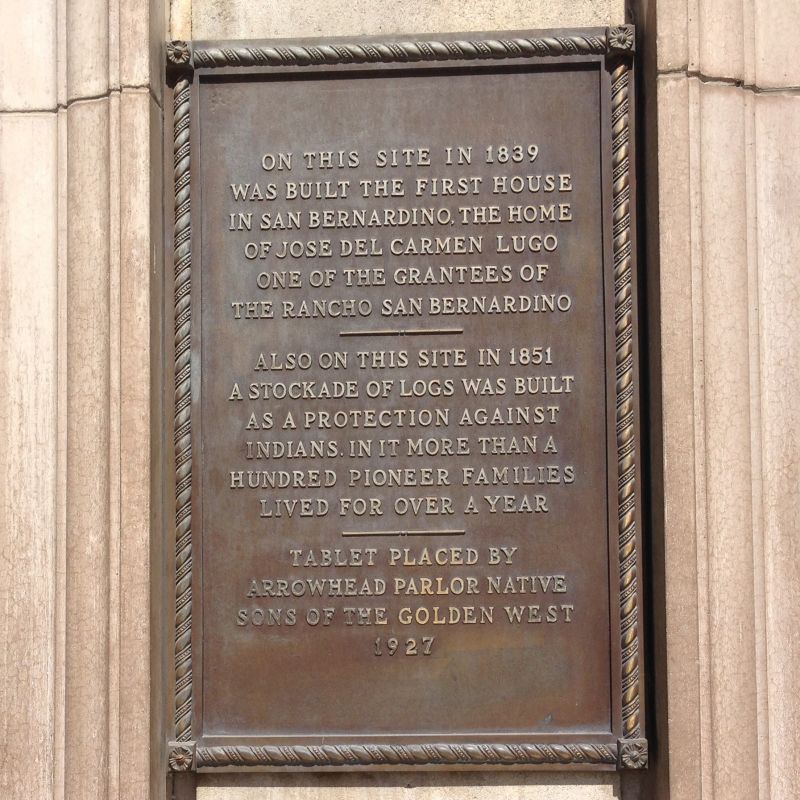 ON THIS SITE IN 1839
WAS BUILT THE FIRST HOUSE
IN SAN BERNARDINO, THE HOME
OF JOSE DEL CARMEN LUGO
ONE OF THE GRANTEES OF
THE RANCHO SAN BERNARDINO
ALSO ON THIS SITE IN 1851
A STOCKADE OF LOGS WAS BUILT
AS A PROTECTION AGAINST
INDIANS. IN IT MORE THAN A
HUNDRED PIONEER FAMILIES
LIVED FOR OVER A YEAR
TABLET PLACED BY
ARROWHEAD PARLOR NATIVE
SONS OF THE GOLDEN WEST
1927